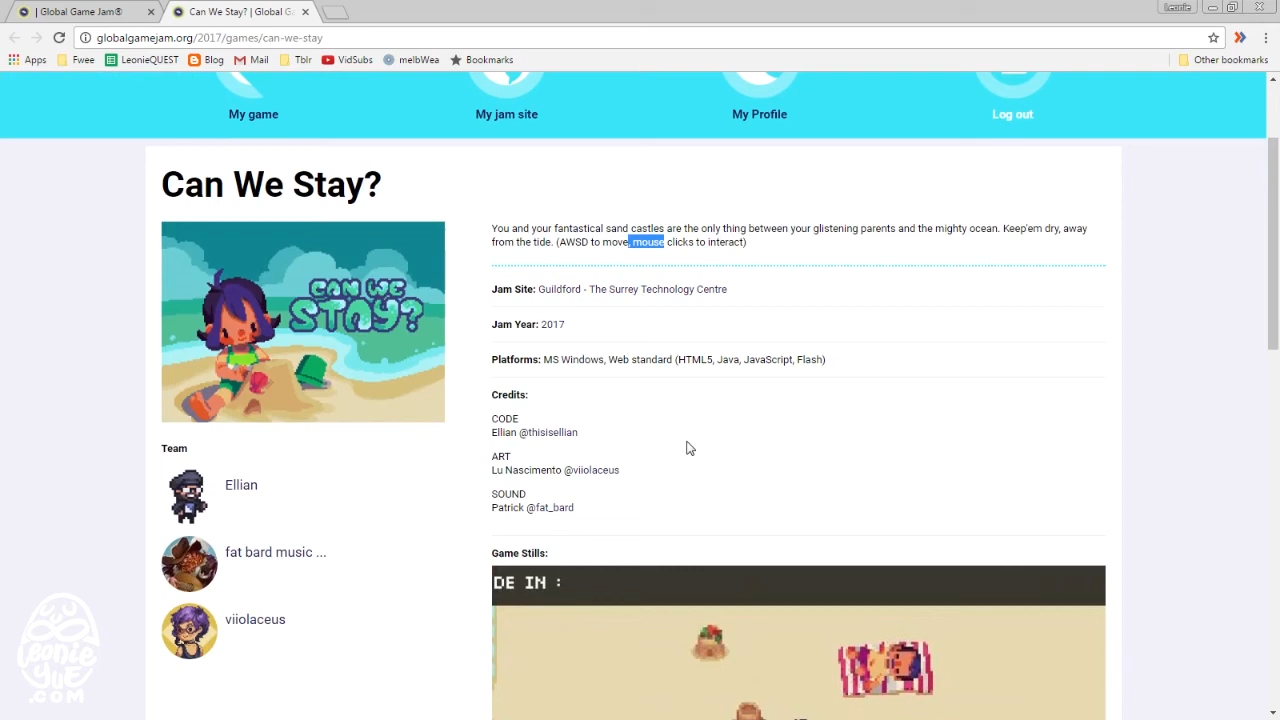 | Global Game Jam®
Can We Stay? | Global G
Leonie
globalgamejam.org/2017/games/can-we-stay
Apps
Fwee
LeonieQUEST
Blog
Mail
Tblr
VidSubs
melbWea
Bookmarks
Other bookmarks
My game
My jam site
My Profile
Log out
Can We Stay?
CAN WE
STAY?
You and your fantastical sand castles are the only thing between your glistening parents and the mighty ocean. Keep'em dry, away
from the tide. (AWSD to move, mouse clicks to interact)
Jam Site: Guildford - The Surrey Technology Centre
Jam Year: 2017
Platforms: MS Windows, Web standard (HTML5, Java, JavaScript, Flash)
Credits:
CODE
Ellian @thisisellian
ART
Lu Nascimento @viiolaceus
SOUND
Patrick @fat_bard
Team
Ellian
fat bard music ...
viiolaceus
Game Stills:
DE IN :
Leonie
YUE
.COM